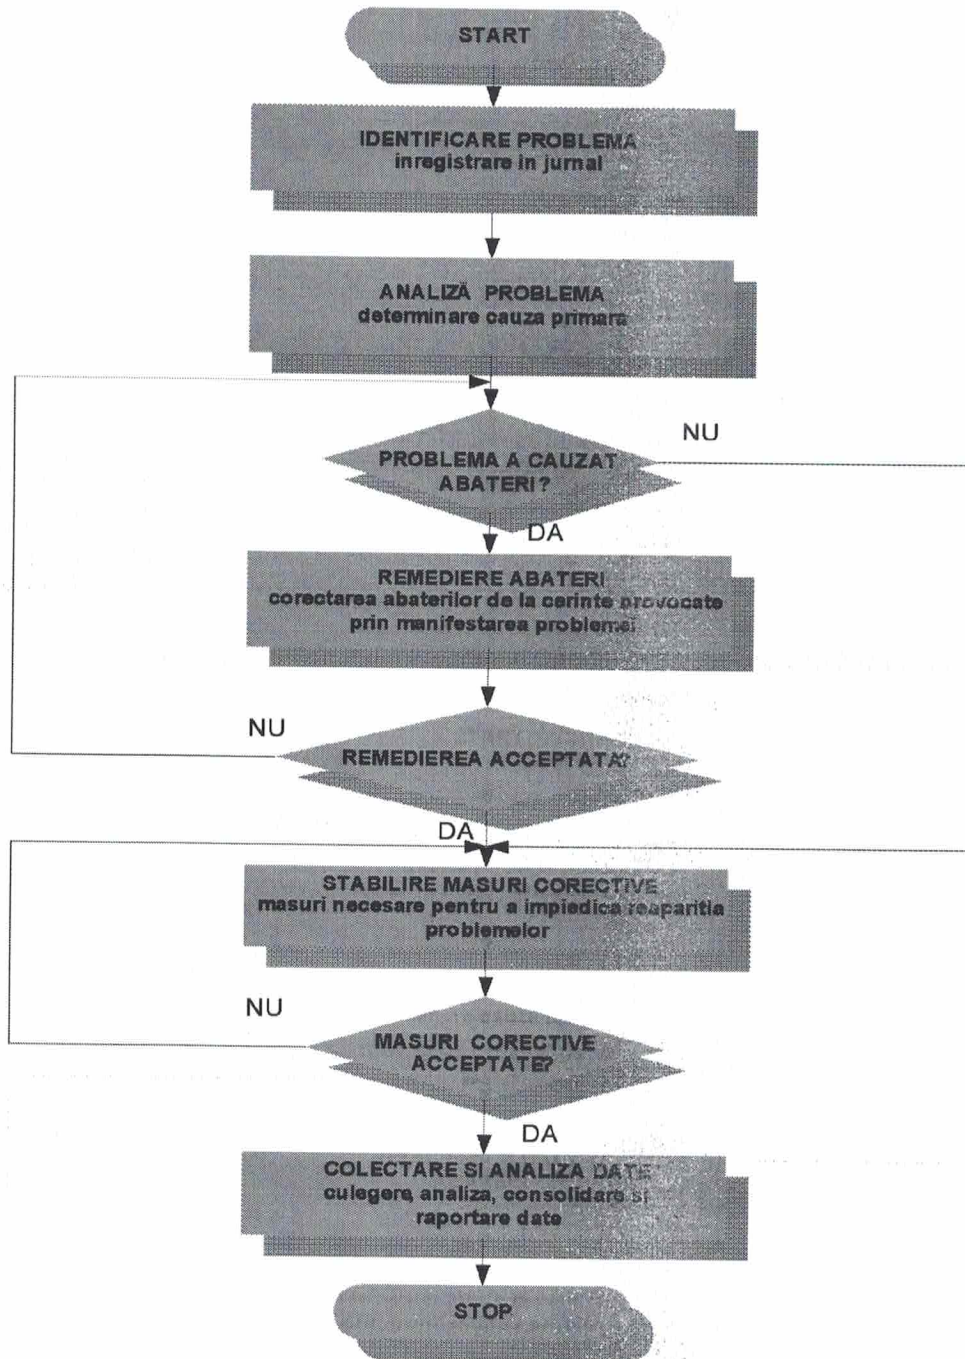 START
IDENTIFICARE PROBLEMA
inregistrare in jurnal
ANALIZĂ PROBLEMA
determinare cauza primara
NU
PROBLEMA A CAUZAT
ABATERI?
DA
REMEDIERE ABATERI
corectarea abaterilor de la cerinte provocate
prin manifestarea problemei
NU
REMEDIEREA ACCEPTATA?
DA
STABILIRE MASURI CORECTIVE
masuri necesare pentru a impiedica reaparitia
problemelor
NU
MASURI CORECTIVE
ACCEPTATE?
DA
COLECTARE SI ANALIZA DATE
culegere, analiza, consolidare si
raportare date
STOP